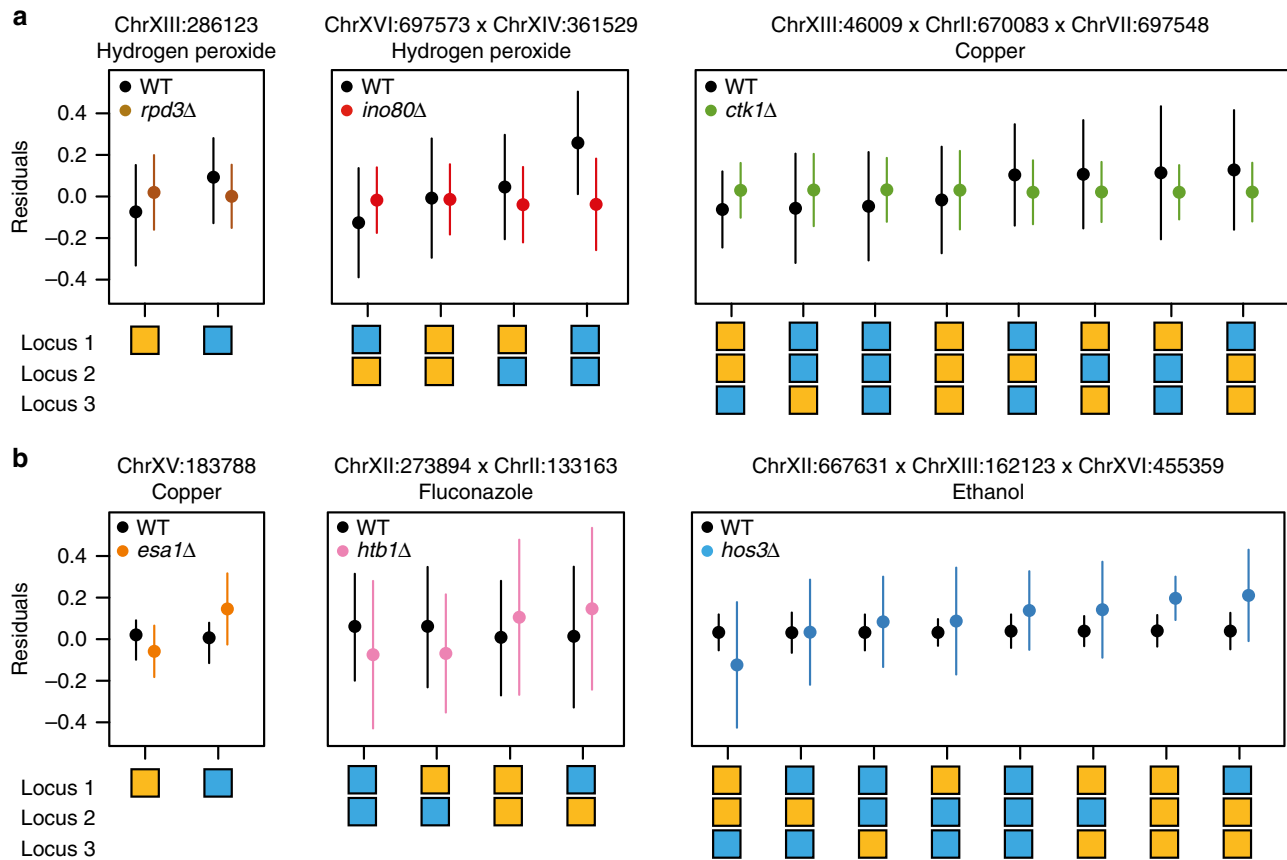 a
ChrXIII:286123
Hydrogen peroxide
ChrXVI:697573 x ChrXIV:361529
Hydrogen peroxide
ChrXIII:46009 x ChrII:670083 x ChrVII:697548
Copper
Residuals
0.4
0.2
0.0
−0.2
−0.4
WT
rpd3Δ
WT
ino80Δ
WT
ctk1Δ
Locus 1
Locus 2
Locus 3
b
ChrXV:183788
Copper
ChrXII:273894 x ChrII:133163
Fluconazole
ChrXII:667631 x ChrXIII:162123 x ChrXVI:455359
Ethanol
Residuals
0.4
0.2
0.0
−0.2
−0.4
WT
esa1Δ
WT
htb1Δ
WT
hos3Δ
Locus 1
Locus 2
Locus 3